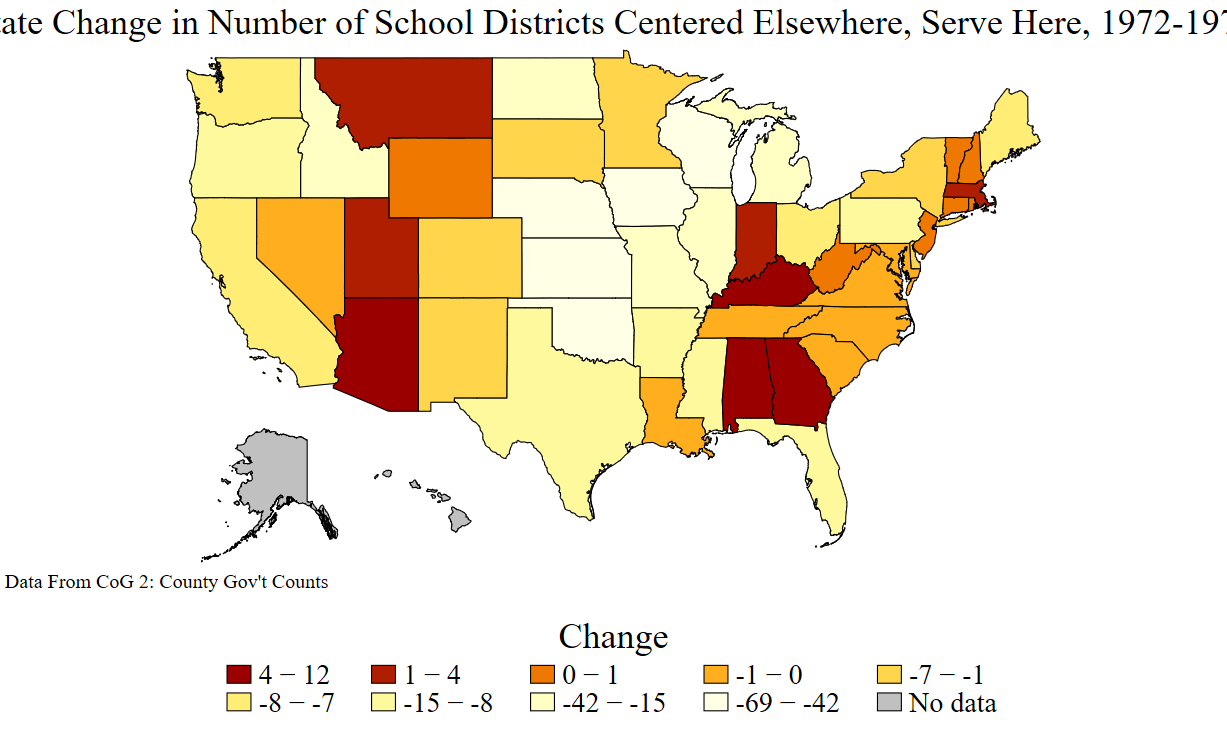 ate Change in Number of School Districts Centered Elsewhere, Serve Here, 1972-197
Data From CoG 2: County Gov't Counts
Change
4 − 12 1 − 4 0 − 1 -1 − 0 -7 − -1
-8 − -7 -15 − -8 -42 − -15 -69 − -42 No data